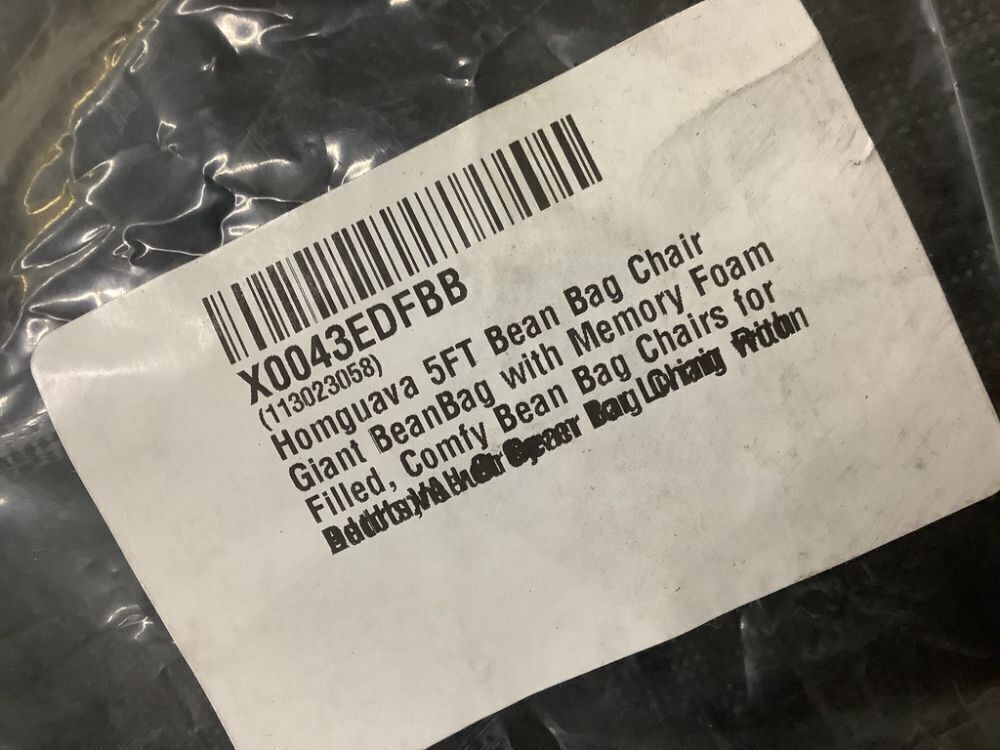 X0043EDFBB
(113023058)
Homguava 5FT Bean Bag Chair
Giant BeanBag with Memory Foam
Filled, Comfy Bean Bag Chairs for